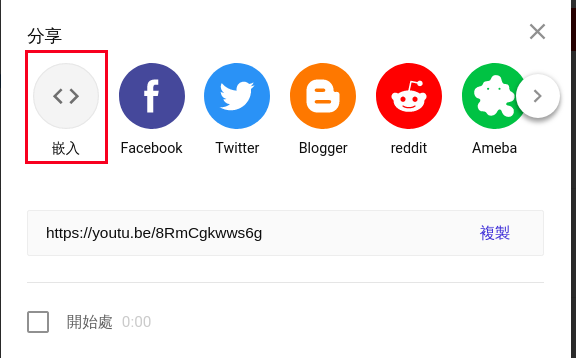 分享
嵌入
Facebook
Twitter
Blogger
reddit
Ameba
https://youtu.be/8RmCgkwws6g
複製
開始處 0:00